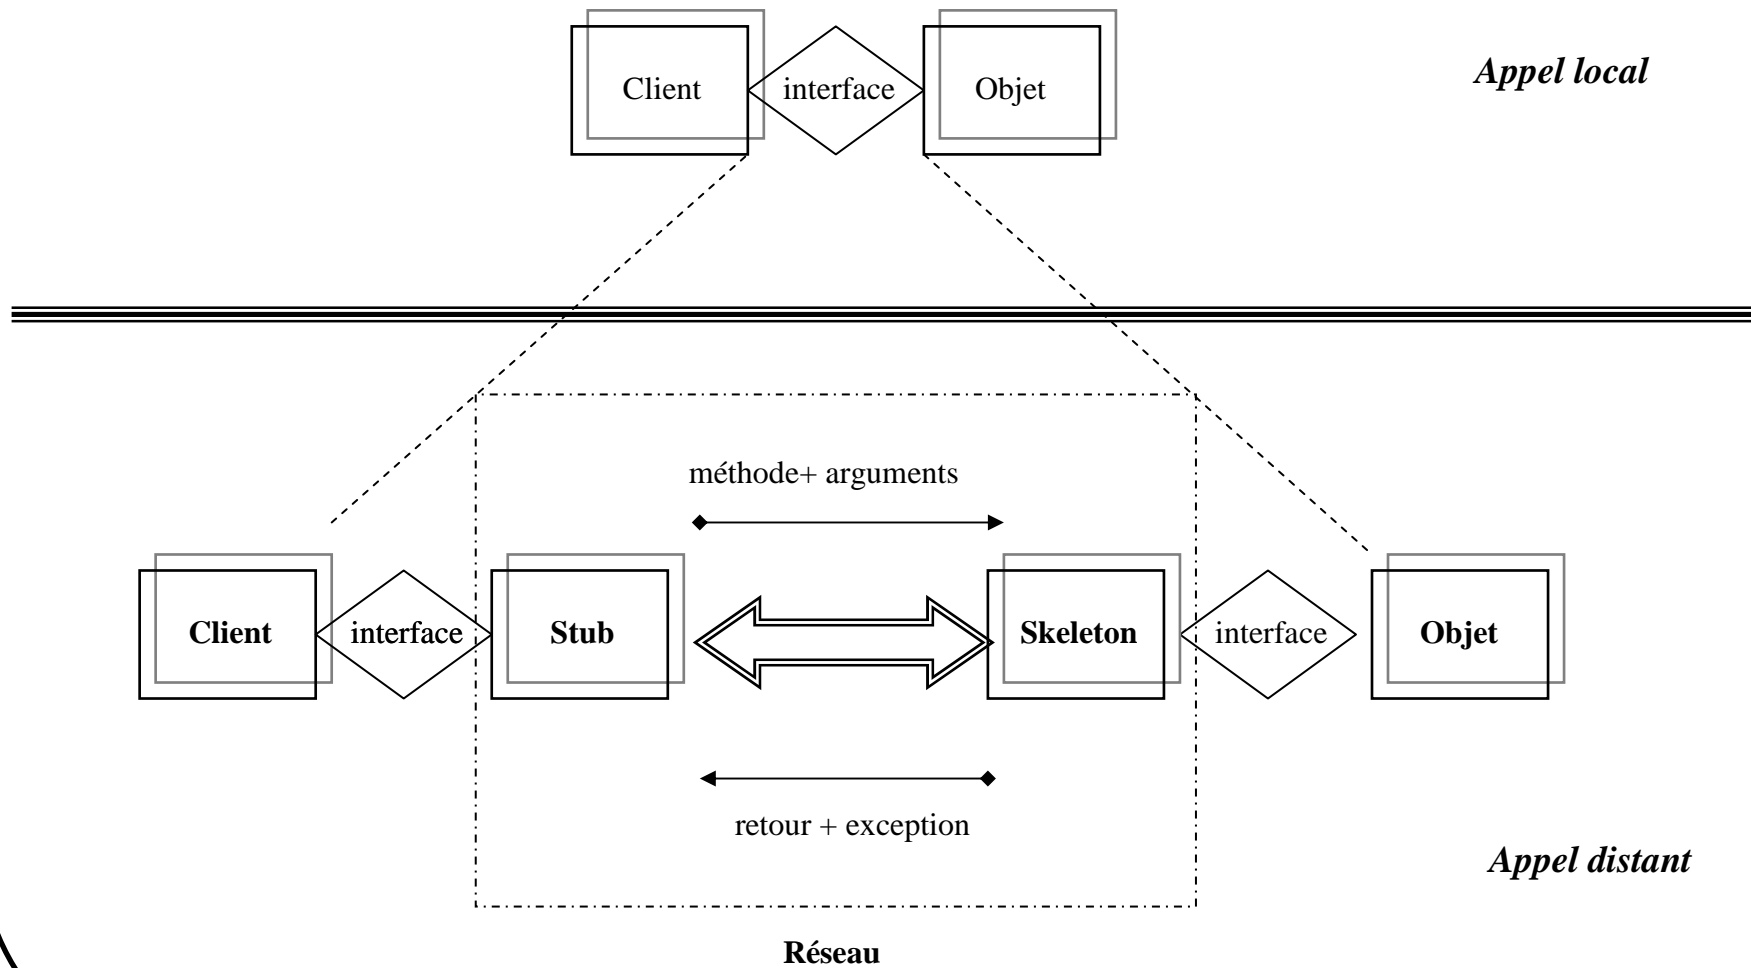 Appel local
Client
interface
Objet
méthode+ arguments
Client
interface
Stub
Skeleton
interface
Objet
retour + exception
Appel distant
Réseau